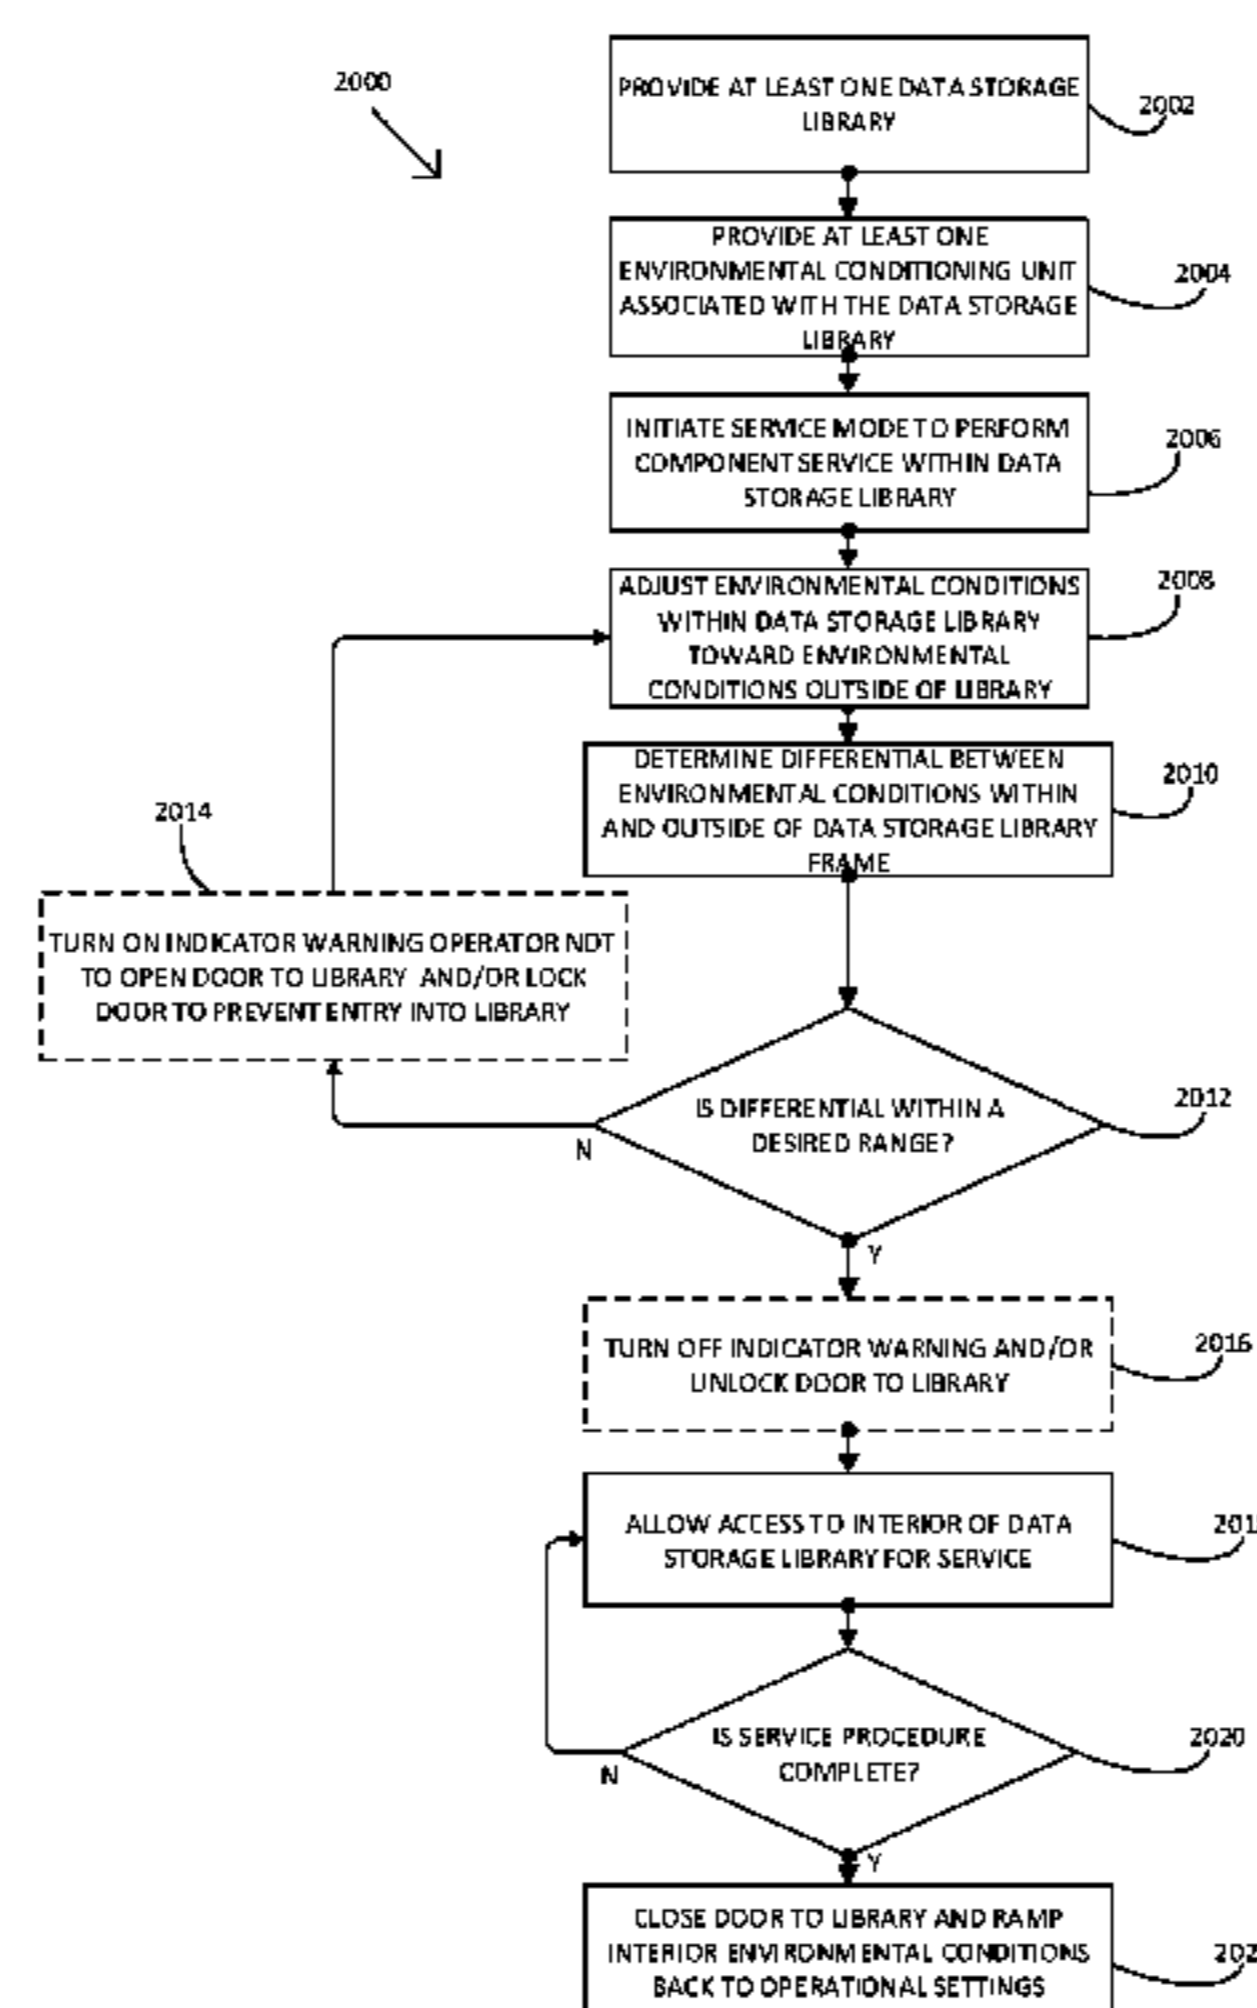 2000
PROVIDE AT LEAST ONE DATA STORAGE
LIBRARY
2002
PROVIDE AT LEAST ONE
ENVIRONMENTAL CONDITIONING UNIT
ASSOCIATED WITH THE DATA STORAGE
LIBRARY
2004
INITIATE SERVICE MODE TO PERFORM
COMPONENT SERVICE WITHIN DATA
STORAGE LIBRARY
2006
ADJUST ENVIRONMENTAL CONDITIONS
WITHIN DATA STORAGE LIBRARY
TOWARD ENVIRONMENTAL
CONDITIONS OUTSIDE OF LIBRARY
2008
DETERMINE DIFFERENTIAL BETWEEN
ENVIRONMENTAL CONDITIONS WITHIN
AND OUTSIDE OF DATA STORAGE LIBRARY
FRAME
2010
2014
TURN ON INDICATOR WARNING OPERATOR NOT
TO OPEN DOOR TO LIBRARY AND/OR LOCK
DOOR TO PREVENT ENTRY INTO LIBRARY
IS DIFFERENTIAL WITHIN A
DESIRED RANGE?
2012
N
Y
TURN OFF INDICATOR WARNING AND/OR
UNLOCK DOOR TO LIBRARY
2016
ALLOW ACCESS TO INTERIOR OF DATA
STORAGE LIBRARY FOR SERVICE
IS SERVICE PROCEDURE
COMPLETE?
2020
N
Y
CLOSE DOOR TO LIBRARY AND RAMP
INTERIOR ENVIRONMENTAL CONDITIONS
BACK TO OPERATIONAL SETTINGS